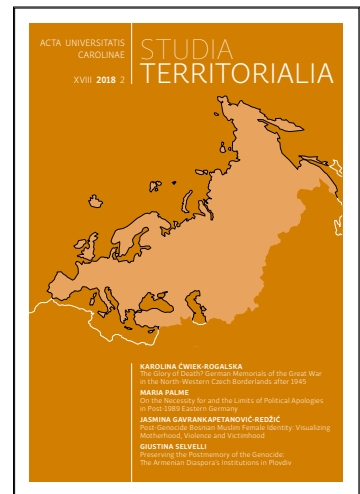 ACTA UNIVERSITATIS
CAROLINAE
XVIII 2018 2
STUDIA
TERRITORIALIA
KAROLINA ĆWIEK-ROGALSKA
The Glory of Death? German Memorials of the Great War
in the North-Western Czech Borderlands after 1945
MARIA PALME
On the Necessity for and the Limits of Political Apologies
in Post-1989 Eastern Germany
JASMINA GAVRANKAPETANOVIĆ-REDŽIĆ
Post-Genocide Bosnian Muslim Female Identity: Visualizing
Motherhood, Violence and Victimhood
GIUSTINA SELVELLI
Preserving the Postmemory of the Genocide:
The Armenian Diaspora's Institutions in Plovdiv